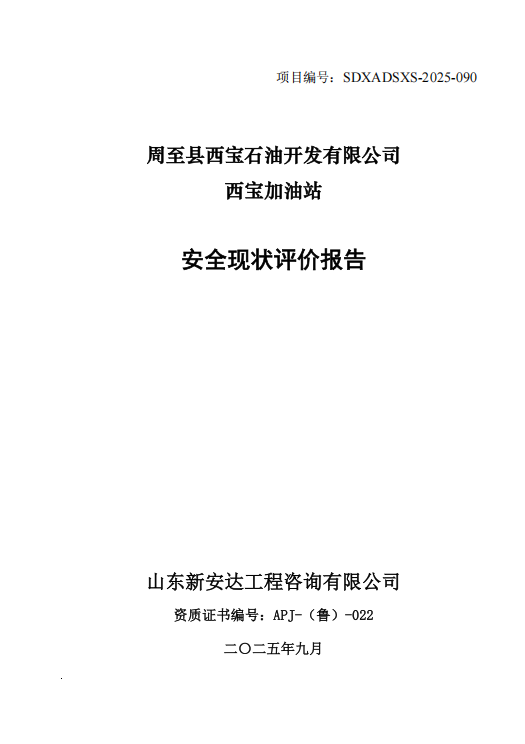 项目编号：SDXADSXS-2025-090
周至县西宝石油开发有限公司
西宝加油站
安全现状评价报告
山东新安达工程咨询有限公司
资质证书编号：APJ-（鲁）-022
二〇二五年九月
.